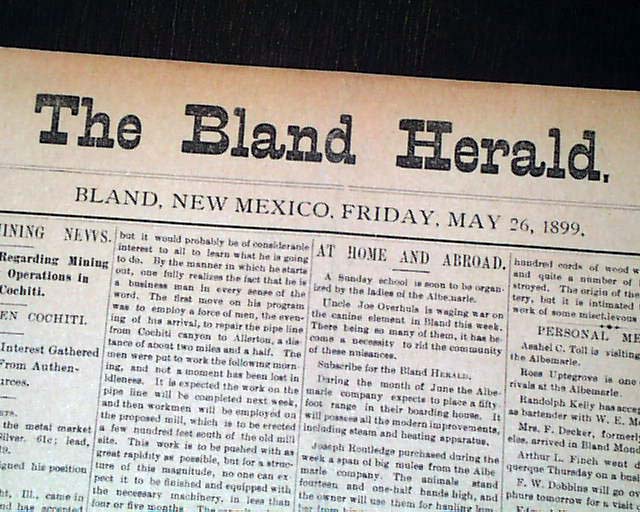 The Bland Herald.
BLAND, NEW MEXICO, FRIDAY, MAY 26, 1899.
INING NEWS.
Regarding Mining
Operations in
Cochiti.
EN COCHITI.
Interest Gathered
From Authen-
urces.
the metal market
Silver. 61c; lead,
igned his position
ht, Ill., came in
nd has accepted
but it would probably be of considerable
interest to all to learn what he is going
to do. By the manner in which he starts
out, one fully realizes the fact that he is
a business man in every sense of the
word. The first move on his program
was to employ a force of men, the even-
ing of his arrival, to repair the pipe line
from Cochiti canyon to Allerton, a dis-
tance of about two miles and a half. The
men were put to work the following morn-
ing, and not a moment has been lost in
idleness. It is expected the work on the
pipe line will be completed next week,
and then workmen will be employed on
the proposed mill, which is to be erected
a few hundred feet south of the old mill
site. This work is to be pushed with as
great rapidity as possible, but for a struc-
ture of this magnitude, no one can ex-
pect it to be finished and equipped with
the necessary machinery, in less than
four or five months.
AT HOME AND ABROAD.
A Sunday school is soon to be organ-
ized by the ladies of the Albemarle.
Uncle Joe Overhuls is waging war on
the canine element in Bland this week.
There being so many of them, it has be-
come a necessity to rid the community
of these nuisances.
Subscribe for the Bland HERALD.
During the month of June the Albe-
marle company expects to place a fifty-
foot range in their boarding house. It
will possess all the modern improvements,
including steam and heating apparatus.
Joseph Routledge purchased during the
week a span of big mules from the Albe
marle company. The animals stand
fourteen and one-half hands high, and
the owner will use them for hauling lum
hundred cords of wood
and quite a number of
stroyed. The origin of t
tery, but it is intimated
work of some mischievous
PERSONAL ME
Asahel C. Toll is visitin
the Albemarle.
Ross Uptegrove is one
rivals at the Albemarle.
Randolph Kelly has acce
as bartender with W. E. Mo
Mrs. F. Decker, former
eles, arrived in Bland Mond
Arthur L. Finch went
querque Thursday on a bus
F. W. Dobbins will go ov
phurs tomorrow for a visit